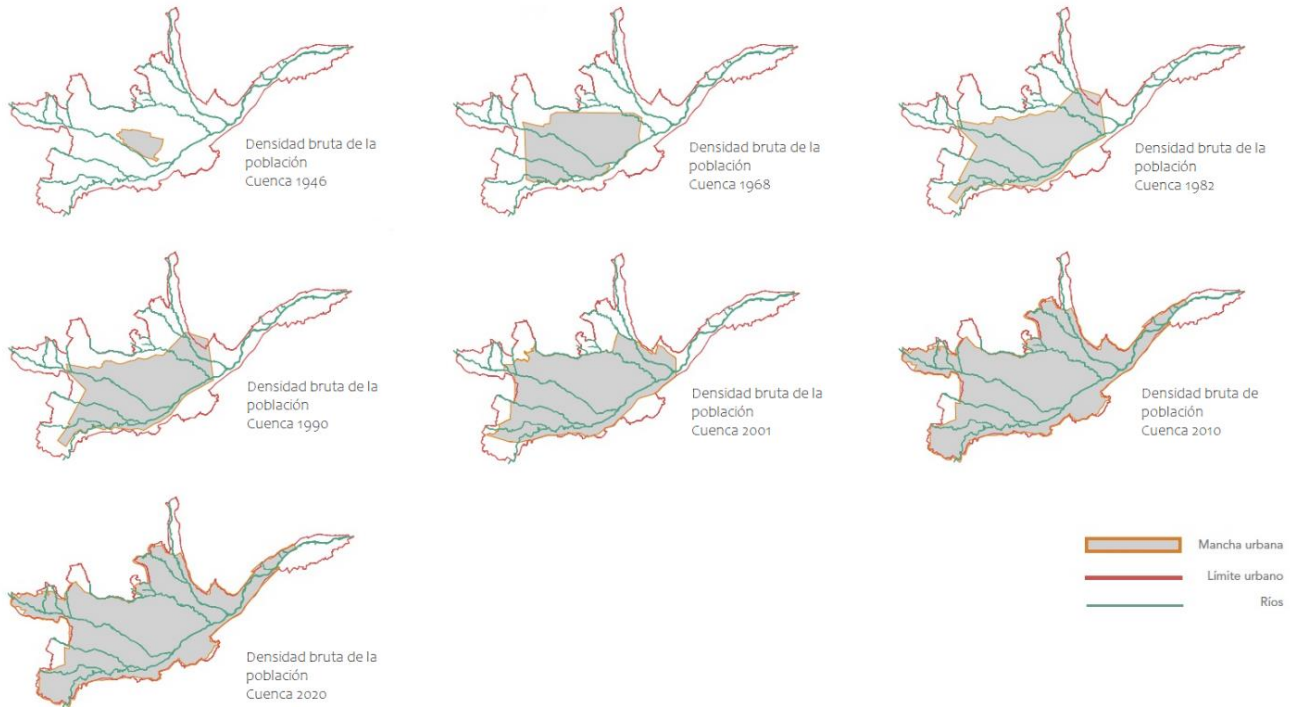 Densidad bruta de la
población
Cuenca 1946
Densidad bruta de la
población
Cuenca 1968
Densidad bruta de la
población
Cuenca 1982
Densidad bruta de la
población
Cuenca 1990
Densidad bruta de la
población
Cuenca 2001
Densidad bruta de
población
Cuenca 2010
Densidad bruta de la
población
Cuenca 2020
Mancha urbana
Límite urbano
Ríos